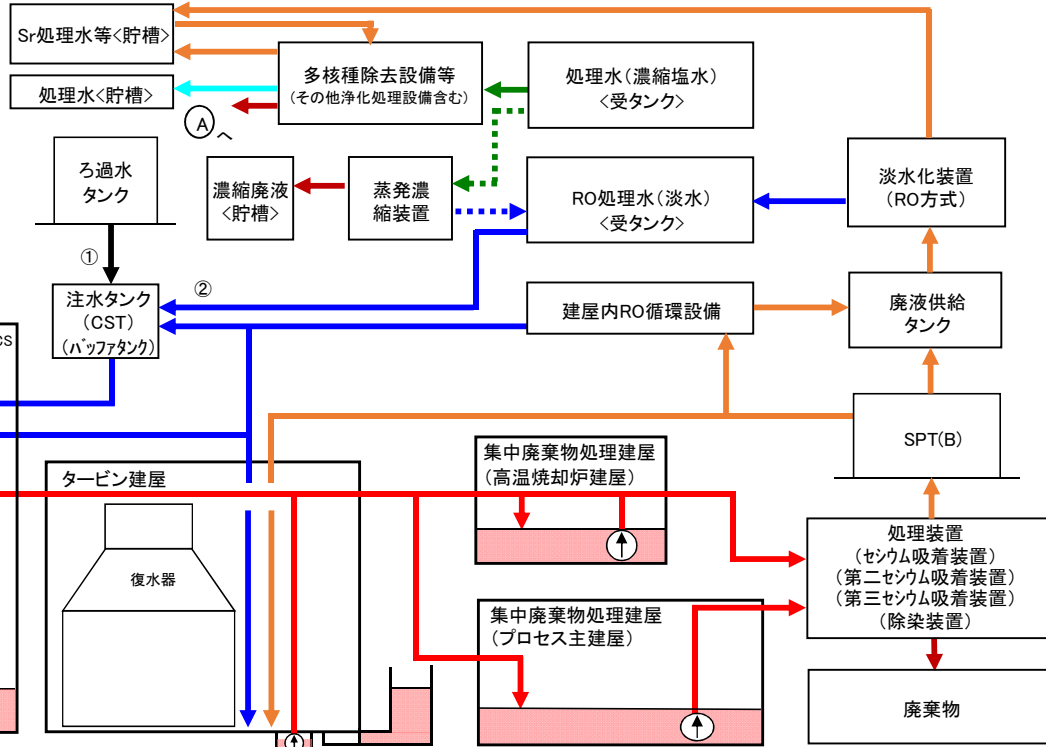 Sr処理水等<貯槽>
処理水<貯槽>
多核種除去設備等
(その他浄化処理設備含む)
処理水(濃縮塩水)
<受タンク>
A
へ
ろ過水
タンク
濃縮廃液
<貯槽>
蒸発濃
縮装置
RO処理水(淡水)
<受タンク>
淡水化装置
(RO方式)
①
②
注水タンク
(CST)
(バッファタンク)
建屋内RO循環設備
廃液供給
タンク
CS
SPT(B)
タービン建屋
復水器
集中廃棄物処理建屋
(高温焼却炉建屋)
集中廃棄物処理建屋
(プロセス主建屋)
処理装置
(セシウム吸着装置)
(第二セシウム吸着装置)
(第三セシウム吸着装置)
(除染装置)
廃棄物